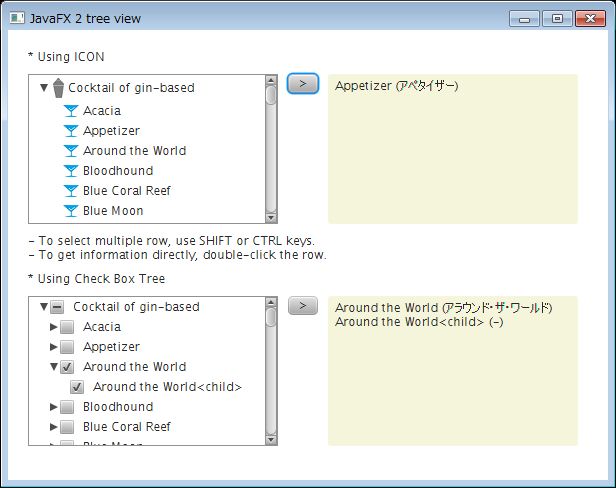 JavaFX 2 tree view
* Using ICON
Cocktail of gin-based
Acacia
Appetizer
Around the World
Bloodhound
Blue Coral Reef
Blue Moon
>
Appetizer (アペタイザー)
- To select multiple row, use SHIFT or CTRL keys.
- To get information directly, double-click the row.
* Using Check Box Tree
Cocktail of gin-based
Acacia
Appetizer
Around the World
Around the World<child>
Bloodhound
Blue Coral Reef
Blue Moon
>
Around the World (アラウンド・ザ・ワールド)
Around the World<child> (-)